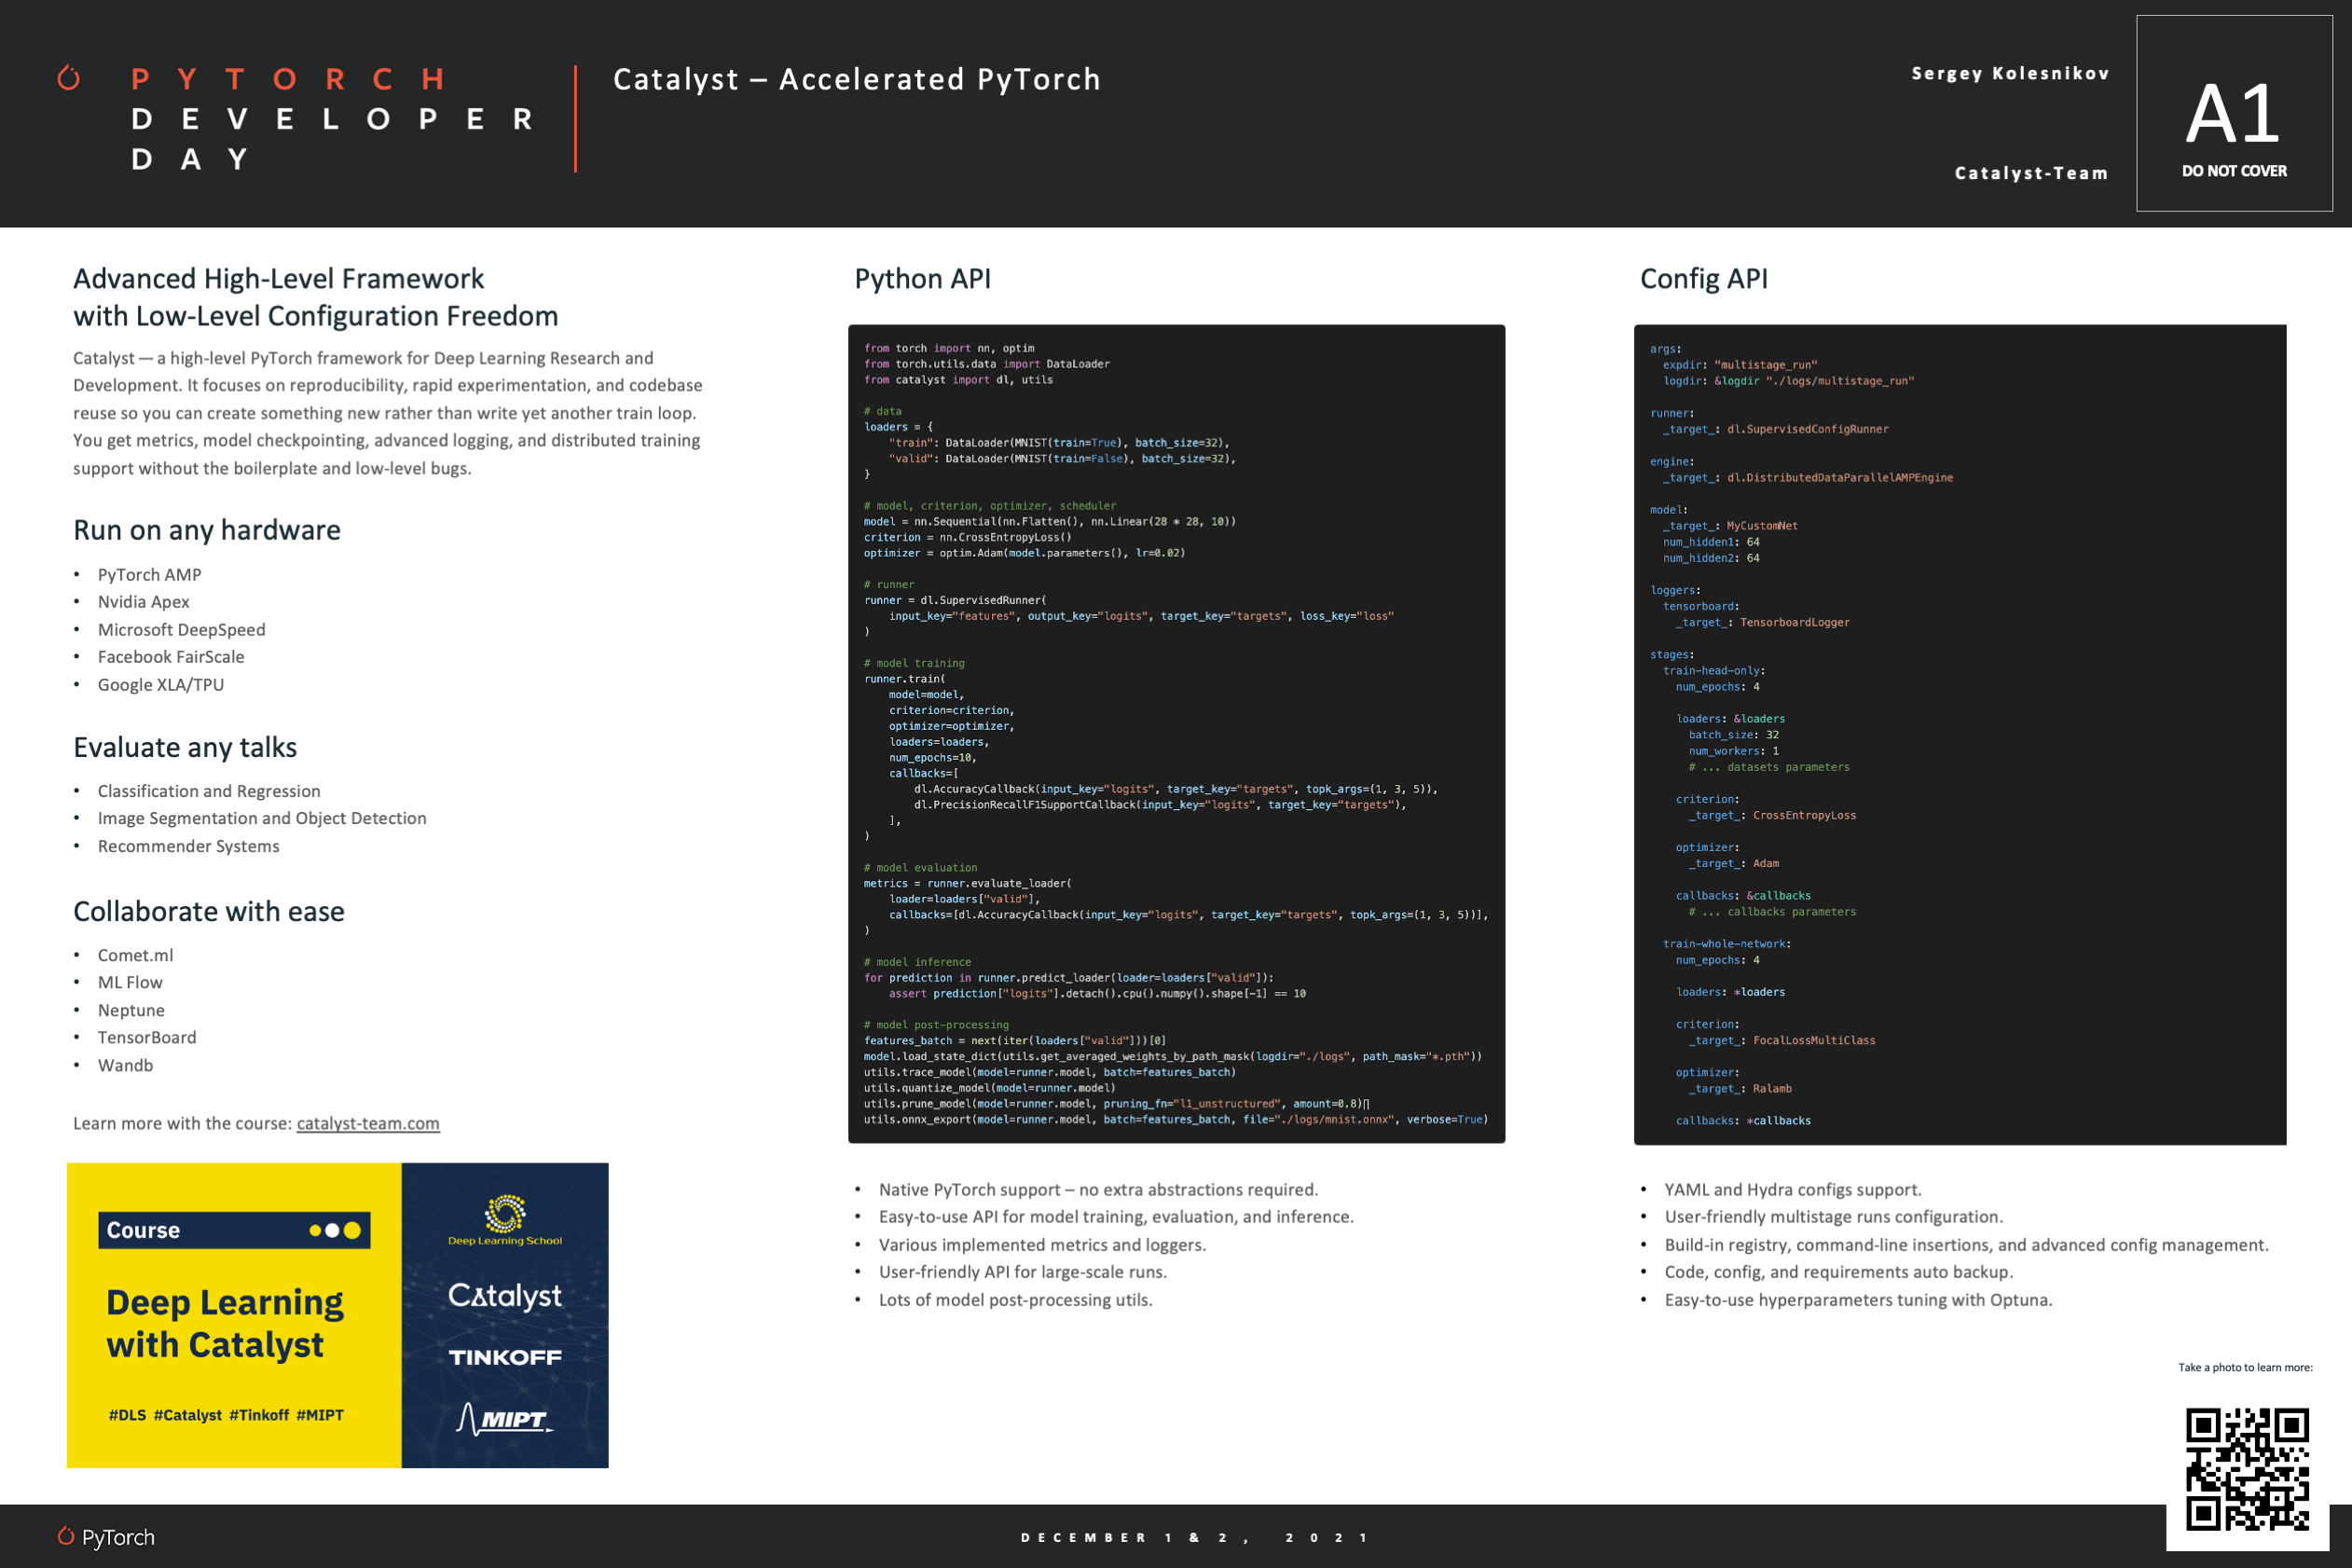 PYTORCH
DEVELOPER
DAY
Catalyst – Accelerated PyTorch
Sergey Kolesnikov
Catalyst-Team
A1
DO NOT COVER
Advanced High-Level Framework
with Low-Level Configuration Freedom
Catalyst — a high-level PyTorch framework for Deep Learning Research and
Development. It focuses on reproducibility, rapid experimentation, and codebase
reuse so you can create something new rather than write yet another train loop.
You get metrics, model checkpointing, advanced logging, and distributed training
support without the boilerplate and low-level bugs.
Run on any hardware
• PyTorch AMP
• Nvidia Apex
• Microsoft DeepSpeed
• Facebook FairScale
• Google XLA/TPU
Evaluate any talks
• Classification and Regression
• Image Segmentation and Object Detection
• Recommender Systems
Collaborate with ease
• Comet.ml
• ML Flow
• Neptune
• TensorBoard
• Wandb
Learn more with the course: catalyst-team.com
Course
Deep Learning
with Catalyst
#DLS #Catalyst #Tinkoff #MIPT
Deep Learning School
Catalyst
TINKOFF
MIPT
Python API
from torch import nn, optim
from torch.utils.data import DataLoader
from catalyst import dl, utils
# data
loaders = {
"train": DataLoader(MNIST(train=True), batch_size=32),
"valid": DataLoader(MNIST(train=False), batch_size=32),
}
# model, criterion, optimizer, scheduler
model = nn.Sequential(nn.Flatten(), nn.Linear(28 * 28, 10))
criterion = nn.CrossEntropyLoss()
optimizer = optim.Adam(model.parameters(), lr=0.02)
# runner
runner = dl.SupervisedRunner(
input_key="features", output_key="logits", target_key="targets", loss_key="loss"
)
# model training
runner.train(
model=model,
criterion=criterion,
optimizer=optimizer,
loaders=loaders,
num_epochs=10,
callbacks=[
dl.AccuracyCallback(input_key="logits", target_key="targets", topk_args=(1, 3, 5)),
dl.PrecisionRecallF1SupportCallback(input_key="logits", target_key="targets"),
],
)
# model evaluation
metrics = runner.evaluate_loader(
loader=loaders["valid"],
callbacks=[dl.AccuracyCallback(input_key="logits", target_key="targets", topk_args=(1, 3, 5))],
)
# model inference
for prediction in runner.predict_loader(loader=loaders["valid"]):
assert prediction["logits"].detach().cpu().numpy().shape[-1] == 10
# model post-processing
features_batch = next(iter(loaders["valid"]))[0]
model.load_state_dict(utils.get_averaged_weights_by_path_mask(logdir="./logs", path_mask="*.pth"))
utils.trace_model(model=runner.model, batch=features_batch)
utils.quantize_model(model=runner.model)
utils.prune_model(model=runner.model, pruning_fn="l1_unstructured", amount=0.8)
utils.onnx_export(model=runner.model, batch=features_batch, file="./logs/mnist.onnx", verbose=True)
• Native PyTorch support – no extra abstractions required.
• Easy-to-use API for model training, evaluation, and inference.
• Various implemented metrics and loggers.
• User-friendly API for large-scale runs.
• Lots of model post-processing utils.
Config API
args:
expdir: "multistage_run"
logdir: &logdir "./logs/multistage_run"
runner:
_target_: dl.SupervisedConfigRunner
engine:
_target_: dl.DistributedDataParallelAMPEngine
model:
_target_: MyCustomNet
num_hidden1: 64
num_hidden2: 64
loggers:
tensorboard:
_target_: TensorboardLogger
stages:
train-head-only:
num_epochs: 4
loaders: &loaders
batch_size: 32
num_workers: 1
# ... datasets parameters
criterion:
_target_: CrossEntropyLoss
optimizer:
_target_: Adam
callbacks: &callbacks
# ... callbacks parameters
train-whole-network:
num_epochs: 4
loaders: *loaders
criterion:
_target_: FocalLossMultiClass
optimizer:
_target_: Ralamb
callbacks: *callbacks
• YAML and Hydra configs support.
• User-friendly multistage runs configuration.
• Build-in registry, command-line insertions, and advanced config management.
• Code, config, and requirements auto backup.
• Easy-to-use hyperparameters tuning with Optuna.
Take a photo to learn more:
PyTorch
DECEMBER 1 & 2, 2021